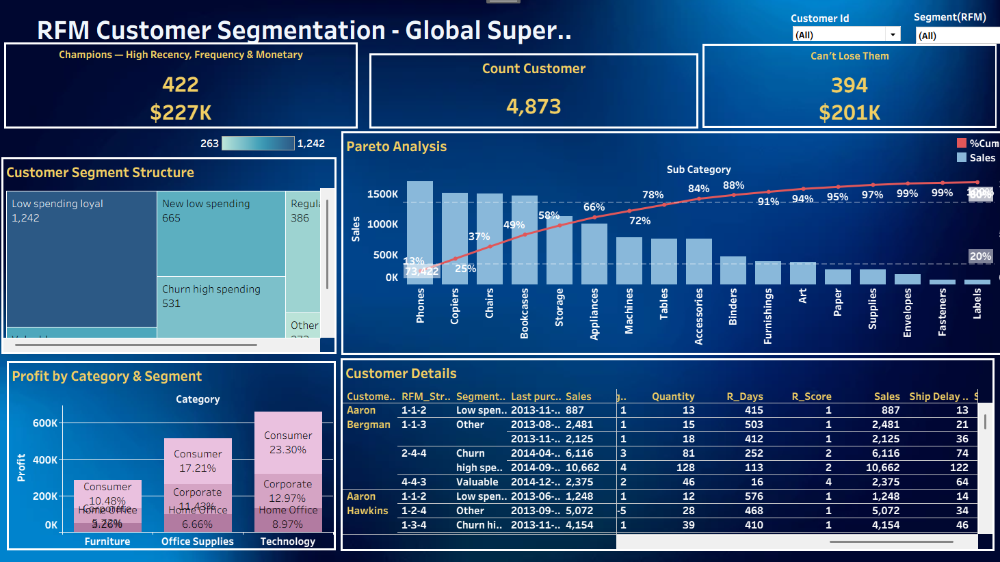 RFM Customer Segmentation - Global Super..
Customer Id
(All)
Segment(RFM)
(All)
Champions — High Recency, Frequency & Monetary
422
$227K
Count Customer
4,873
Can't Lose Them
394
$201K
263
1,242
Customer Segment Structure
Low spending loyal
1,242
New low spending
665
Regula
386
Churn high spending
531
Other
Pareto Analysis
%Cum
Sales
Sub Category
Sales
1500K
1000K
500K
0K
13%
73,422
25%
37%
49%
58%
66%
72%
78%
84%
88%
91%
94%
95%
97%
99%
99%
20%
Phones
Copiers
Chairs
Bookcases
Storage
Appliances
Machines
Tables
Accessories
Binders
Furnishings
Art
Paper
Supplies
Envelopes
Fasteners
Labels
Profit by Category & Segment
Category
Profit
600K
400K
200K
0K
Consumer
10.48%
Corporate
5.72%
Home Office
Consumer
17.21%
Corporate
11.43%
Home Office
6.66%
Consumer
23.30%
Corporate
12.97%
Home Office
8.97%
Furniture
Office Supplies
Technology
Customer Details
Custome.. RFM_Str.. Segment.. Last purc.. Sales g.. Quantity R_Days R_Score Sales Ship Delay ..
Aaron 1-1-2 Low spen.. 2013-11-.. 887 1 13 415 1 887 13
Bergman 1-1-3 Other 2013-08-.. 2,481 1 15 503 1 2,481 21
2013-11-.. 2,125 1 18 412 1 2,125 36
2-4-4 Churn 2014-04-.. 6,116 3 81 252 2 6,116 74
high spe.. 2014-09-.. 10,662 4 128 113 2 10,662 122
4-4-3 Valuable 2014-12-.. 2,375 2 46 16 4 2,375 64
Aaron 1-1-2 Low spen.. 2013-06-.. 1,248 1 12 576 1 1,248 14
Hawkins 1-2-4 Other 2013-09-.. 5,072 -5 28 468 1 5,072 34
1-3-4 Churn hi.. 2013-11-.. 4,154 1 39 410 1 4,154 46